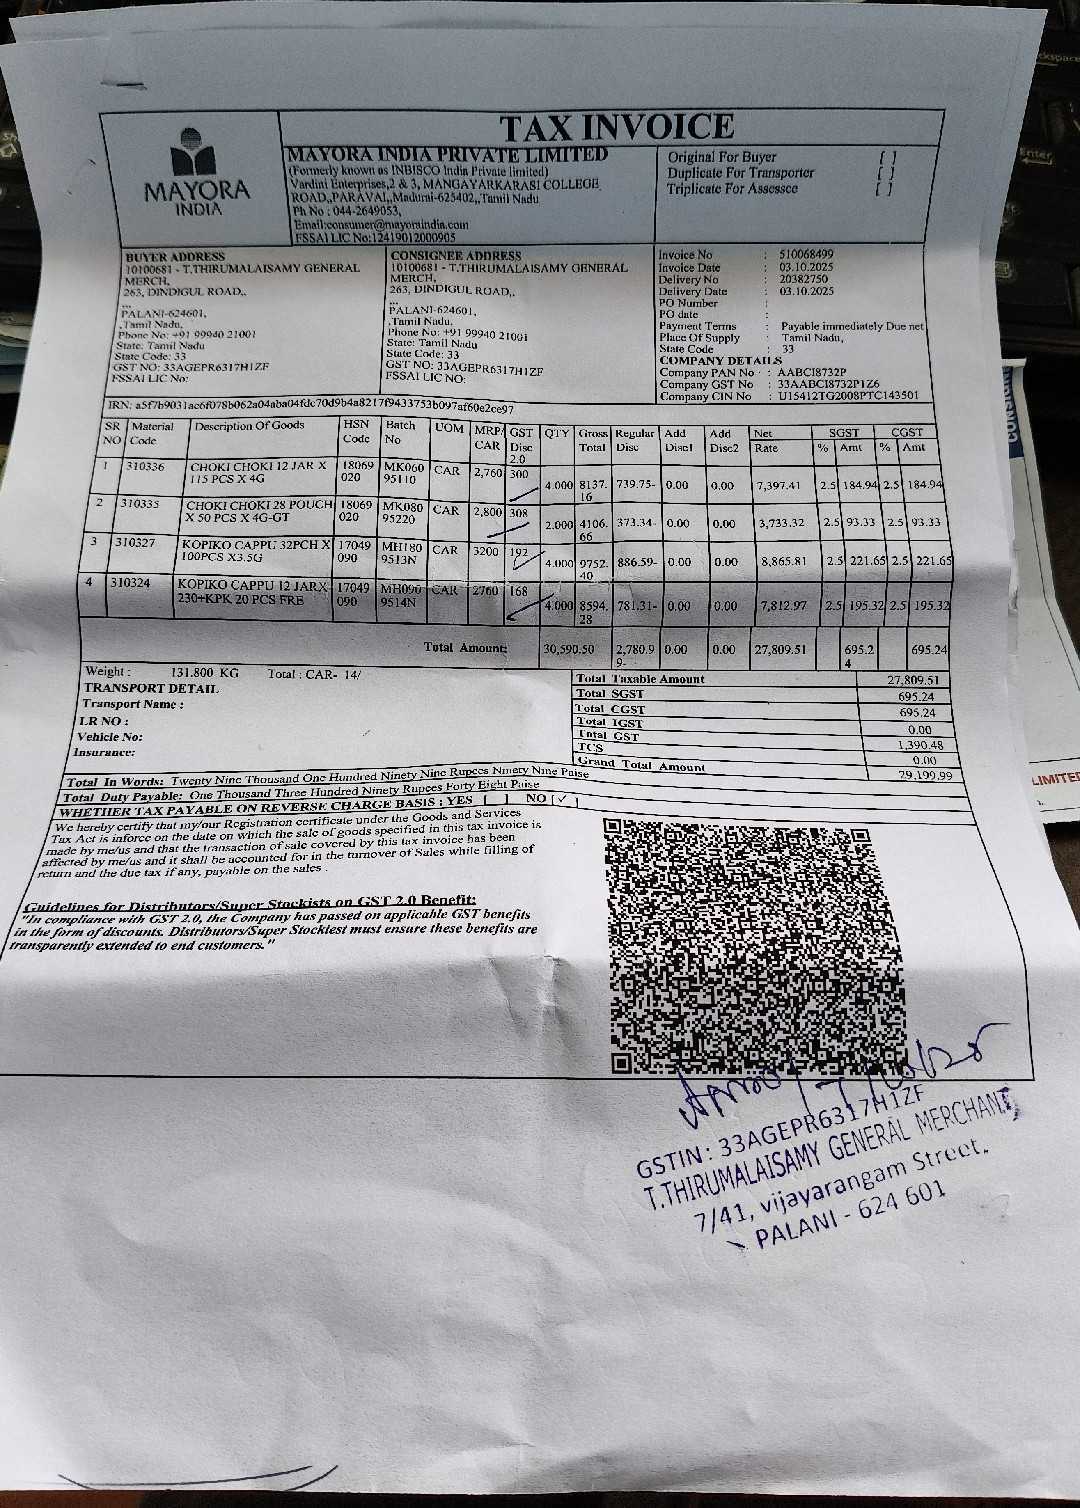 TAX INVOICE
MAYORA
INDIA
MAYORA INDIA PRIVATE LIMITED
(Formerly known as INBISCO India Private limited)
Vardini Enterprises,2 & 3, MANGAYARKARASI COLLEGE
ROAD,,PARAVAI,,Madurai-625402,,Tamil Nadu
Ph No : 044-2649053,
Email:consumer@mayoraindia.com
FSSAI LIC No:12419012000905
Original For Buyer [ ]
Duplicate For Transporter [ ]
Triplicate For Assessee [ ]
BUYER ADDRESS
10100681 - T.THIRUMALAISAMY GENERAL
MERCH,
263, DINDIGUL ROAD,,
...
PALANI-624601,
,Tamil Nadu,
Phone No: +91 99940 21001
State: Tamil Nadu
State Code: 33
GST NO: 33AGEPR6317H1ZF
FSSAI LIC No:
CONSIGNEE ADDRESS
10100681 - T.THIRUMALAISAMY GENERAL
MERCH,
263, DINDIGUL ROAD,,
...
PALANI-624601,
,Tamil Nadu,
Phone No: +91 99940 21001
State: Tamil Nadu
State Code: 33
GST NO: 33AGEPR6317H1ZF
FSSAI LIC NO:
Invoice No : 510068499
Invoice Date : 03.10.2025
Delivery No : 20382750
Delivery Date : 03.10.2025
PO Number :
PO date :
Payment Terms : Payable immediately Due net
Place Of Supply : Tamil Nadu,
State Code : 33
COMPANY DETAILS
Company PAN No : AABCI8732P
Company GST No : 33AABCI8732P1Z6
Company CIN No : U15412TG2008PTC143501
IRN: a5f7b9031ac6f078b062a04aba04fdc70d9b4a8217f9433753b097af60e2ce97
SR NO Material Code Description Of Goods HSN Code Batch No UOM MRP/ CAR GST Disc 2.0 QTY Gross Total Regular Disc Add Disc1 Add Disc2 Net Rate SGST % Amt CGST % Amt
1 310336 CHOKI CHOKI 12 JAR X 115 PCS X 4G 18069 020 MK060 95110 CAR 2,760 300 4.000 8137. 16 739.75- 0.00 0.00 7,397.41 2.5 184.94 2.5 184.94
2 310335 CHOKI CHOKI 28 POUCH X 50 PCS X 4G-GT 18069 020 MK080 95220 CAR 2,800 308 2.000 4106. 66 373.34- 0.00 0.00 3,733.32 2.5 93.33 2.5 93.33
3 310327 KOPIKO CAPPU 32PCH X 100PCS X3.5G 17049 090 MH180 9513N CAR 3200 192 4.000 9752. 40 886.59- 0.00 0.00 8,865.81 2.5 221.65 2.5 221.65
4 310324 KOPIKO CAPPU 12 JARX 230+KPK 20 PCS FRE 17049 090 MH090 9514N CAR 2760 168 4.000 8594. 28 781.31- 0.00 0.00 7,812.97 2.5 195.32 2.5 195.32
Total Amount: 30,590.50 2,780.9 9- 0.00 0.00 27,809.51 695.2 4 695.24
Weight : 131.800 KG Total : CAR- 14/
TRANSPORT DETAIL
Transport Name :
LR NO :
Vehicle No:
Insurance:
Total Taxable Amount 27,809.51
Total SGST 695.24
Total CGST 695.24
Total IGST 0.00
Total GST 1,390.48
TCS 0.00
Grand Total Amount 29,199.99
Total In Words: Twenty Nine Thousand One Hundred Ninety Nine Rupees Ninety Nine Paise
Total Duty Payable: One Thousand Three Hundred Ninety Rupees Forty Eight Paise
WHETHER TAX PAYABLE ON REVERSE CHARGE BASIS : YES [ ] NO [✓]
We hereby certify that my/our Registration certificate under the Goods and Services
Tax Act is inforce on the date on which the sale of goods specified in this tax invoice is
made by me/us and that the transaction of sale covered by this tax invoice has been
affected by me/us and it shall be accounted for in the turnover of Sales while filling of
return and the due tax if any, payable on the sales .
Guidelines for Distributors/Super Stockists on GST 2.0 Benefit:
"In compliance with GST 2.0, the Company has passed on applicable GST benefits
in the form of discounts. Distributors/Super Stockiest must ensure these benefits are
transparently extended to end customers."
GSTIN: 33AGEPR6317H1ZF
T.THIRUMALAISAMY GENERAL MERCHANT,
7/41, vijayarangam Street,
PALANI - 624 601
Enter
LIMITED